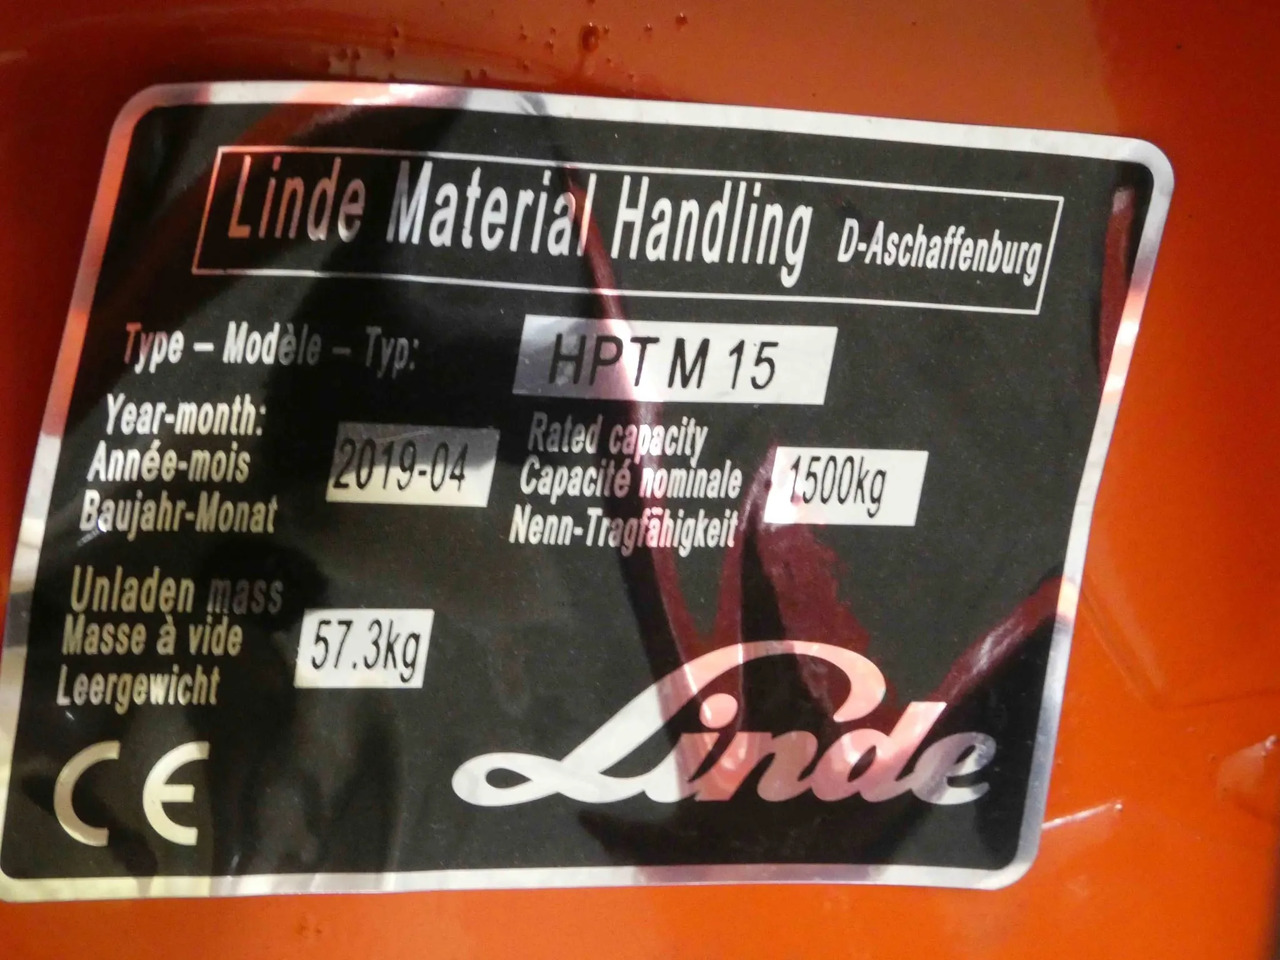 Linde Material Handling D-Aschaffenburg
Type – Modèle – Typ: HPT M 15
Year-month:
Année-mois
Baujahr-Monat
2019-04
Rated capacity
Capacité nominale
Nenn-Tragfähigkeit
1500kg
Unladen mass
Masse à vide
Leergewicht
57.3kg
CE
Linde